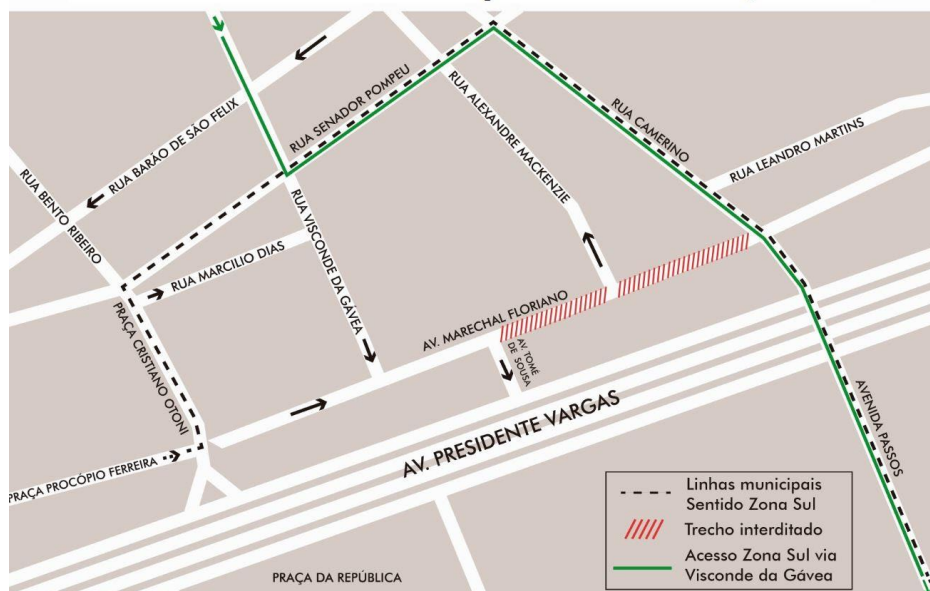 RUA BARÃO DE SÃO FELIX
RUA SENADOR POMPEU
RUA ALEXANDRE MACKENZIE
RUA CAMERINO
RUA LEANDRO MARTINS
RUA BENTO RIBEIRO
RUA MARCILIO DIAS
RUA VISCONDE DA GÁVEA
PRAÇA CRISTIANO OTONI
AV. MARECHAL FLORIANO
AV. TOMÉ
DE SOUSA
AVENIDA PASSOS
AV. PRESIDENTE VARGAS
PRAÇA PROCÓPIO FERREIRA
PRAÇA DA REPÚBLICA
Linhas municipais
Sentido Zona Sul
Trecho interditado
Acesso Zona Sul via
Visconde da Gávea